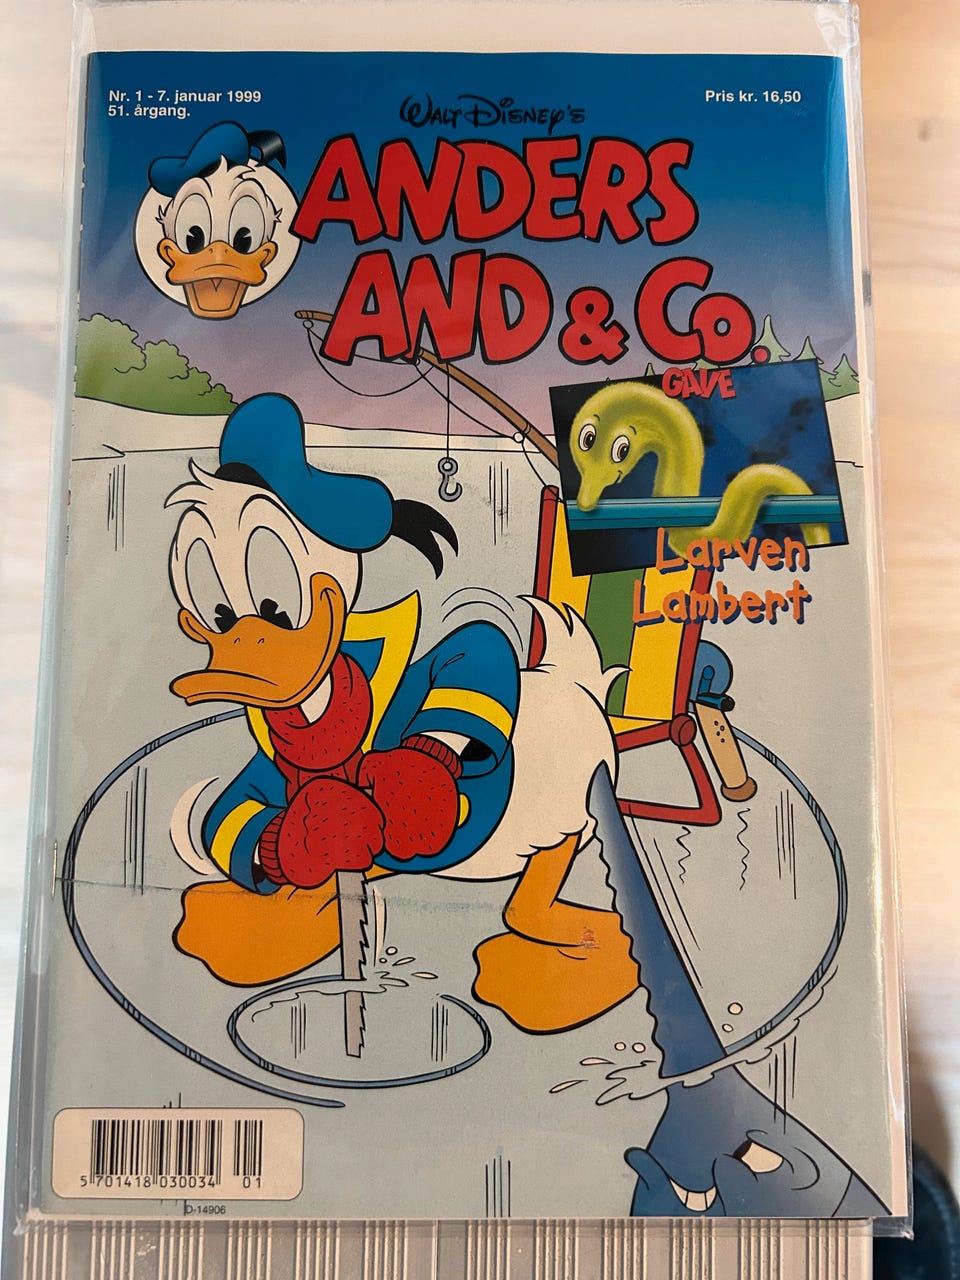 Nr. 1 - 7. januar 1999
51. årgang.
Pris kr. 16,50
WALT DISNEY'S
ANDERS
AND & Co.
GAVE
Larven
Lambert
5 701418 030034 01
D-14906